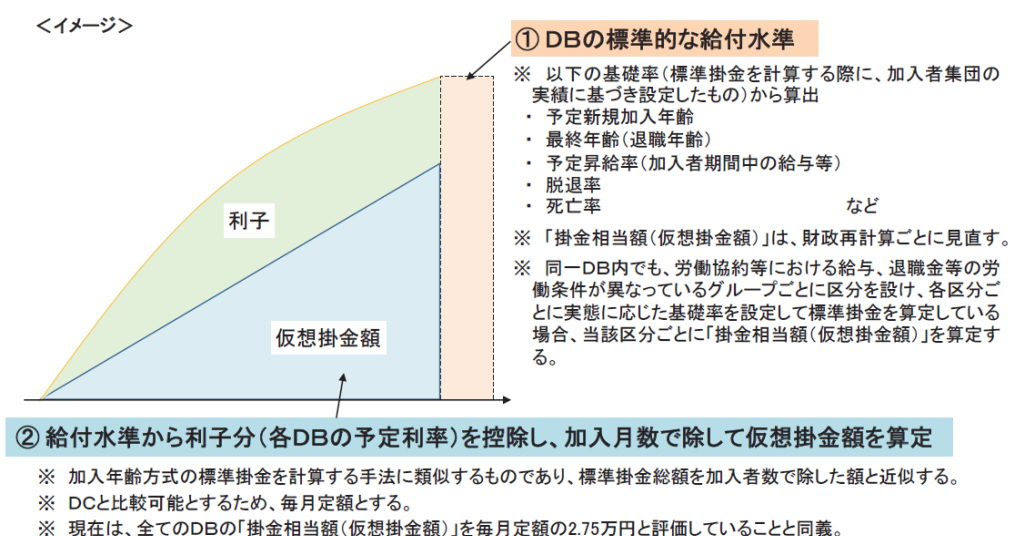 ＜イメージ＞
① DBの標準的な給付水準
※ 以下の基礎率（標準掛金を計算する際に、加入者集団の
実績に基づき設定したもの）から算出
・ 予定新規加入年齢
・ 最終年齢（退職年齢）
・ 予定昇給率（加入者期間中の給与等）
・ 脱退率
・ 死亡率 など
※ 「掛金相当額（仮想掛金額）」は、財政再計算ごとに見直す。
※ 同一DB内でも、労働協約等における給与、退職金等の労
働条件が異なっているグループごとに区分を設け、各区分ご
とに実態に応じた基礎率を設定して標準掛金を算定している
場合、当該区分ごとに「掛金相当額（仮想掛金額）」を算定す
る。
利子
仮想掛金額
② 給付水準から利子分（各DBの予定利率）を控除し、加入月数で除して仮想掛金額を算定
※ 加入年齢方式の標準掛金を計算する手法に類似するものであり、標準掛金総額を加入者数で除した額と近似する。
※ DCと比較可能とするため、毎月定額とする。
※ 現在は、全てのDBの「掛金相当額（仮想掛金額）」を毎月定額の2.75万円と評価していることと同義。